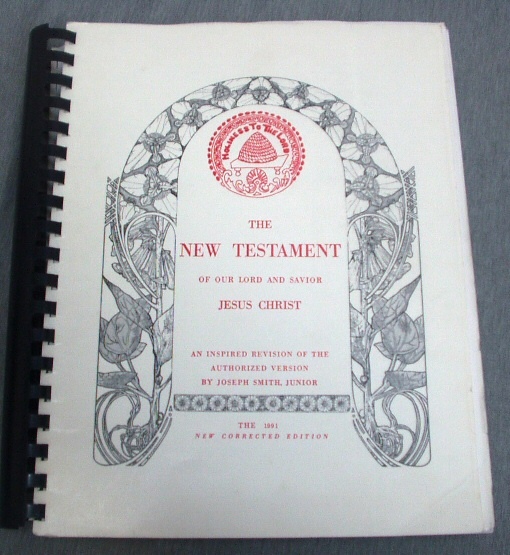 HOLINESS TO THE LORD
THE
NEW TESTAMENT
OF OUR LORD AND SAVIOR
JESUS CHRIST
AN INSPIRED REVISION OF THE
AUTHORIZED VERSION
BY JOSEPH SMITH, JUNIOR
THE 1991
NEW CORRECTED EDITION